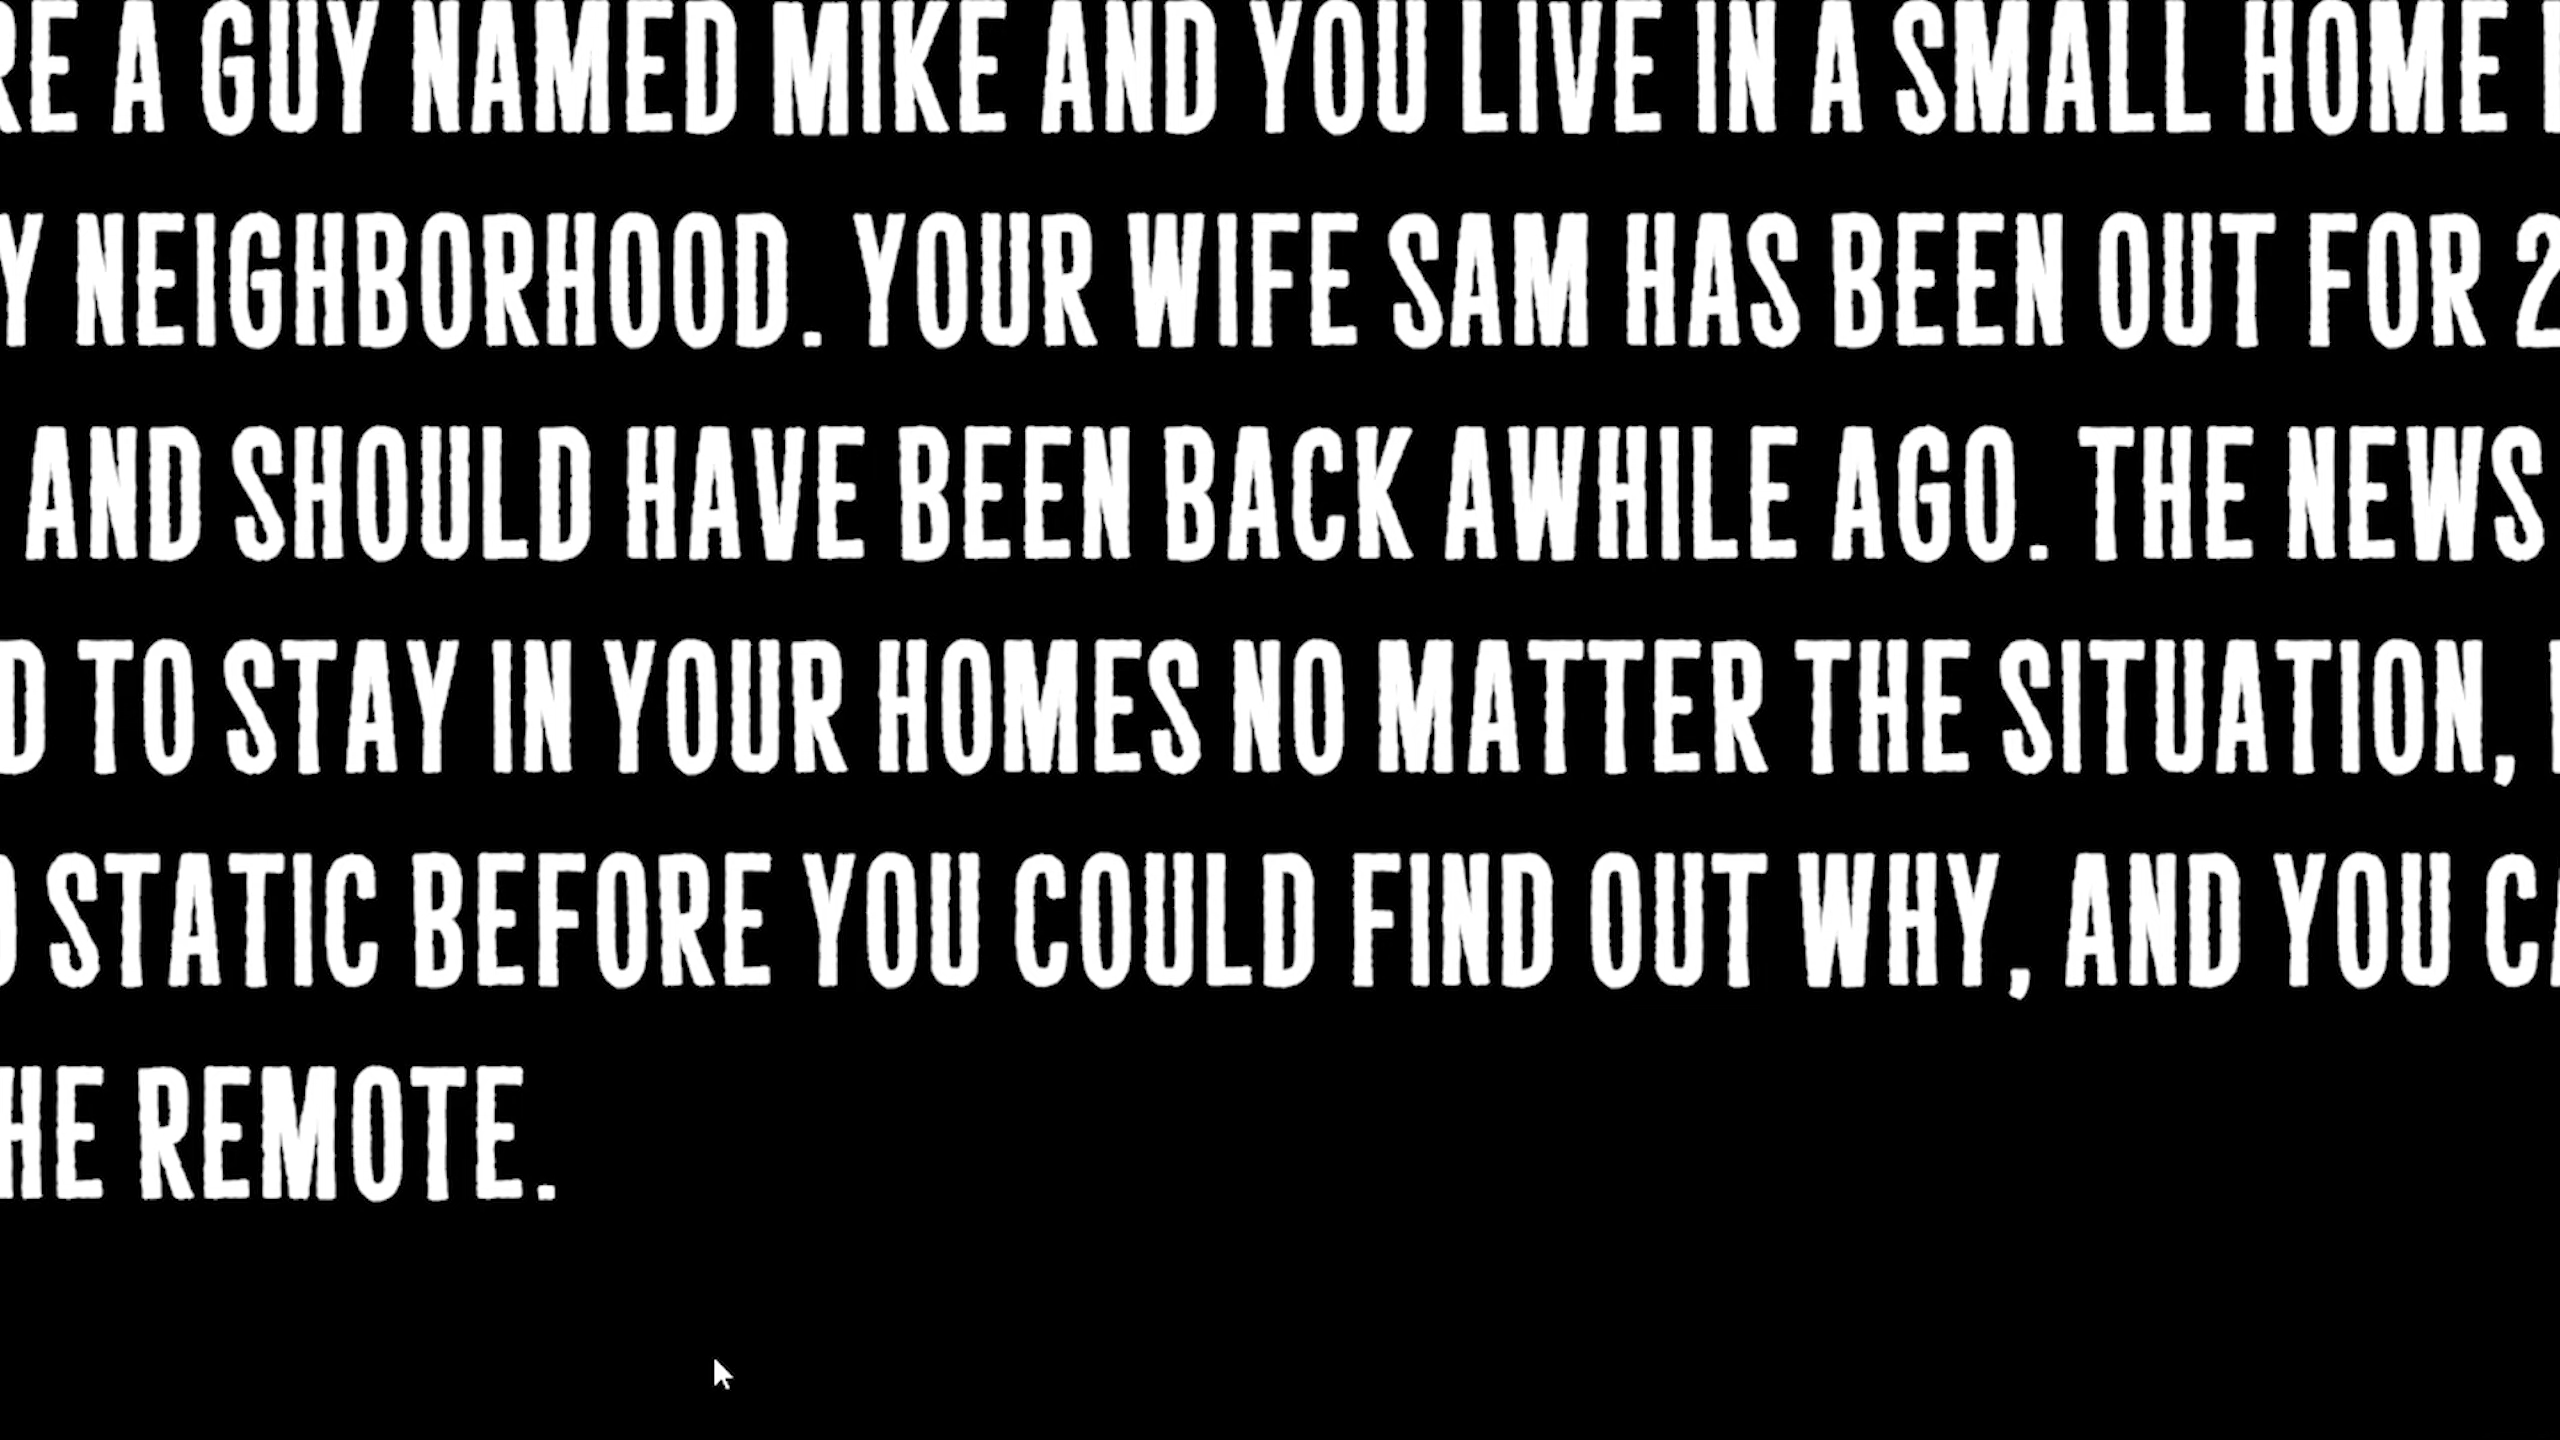 RE A GUY NAMED MIKE AND YOU LIVE IN A SMALL HOME
Y NEIGHBORHOOD. YOUR WIFE SAM HAS BEEN OUT FOR 2
AND SHOULD HAVE BEEN BACK AWHILE AGO. THE NEWS
D TO STAY IN YOUR HOMES NO MATTER THE SITUATION,
STATIC BEFORE YOU COULD FIND OUT WHY, AND YOU CA
HE REMOTE.